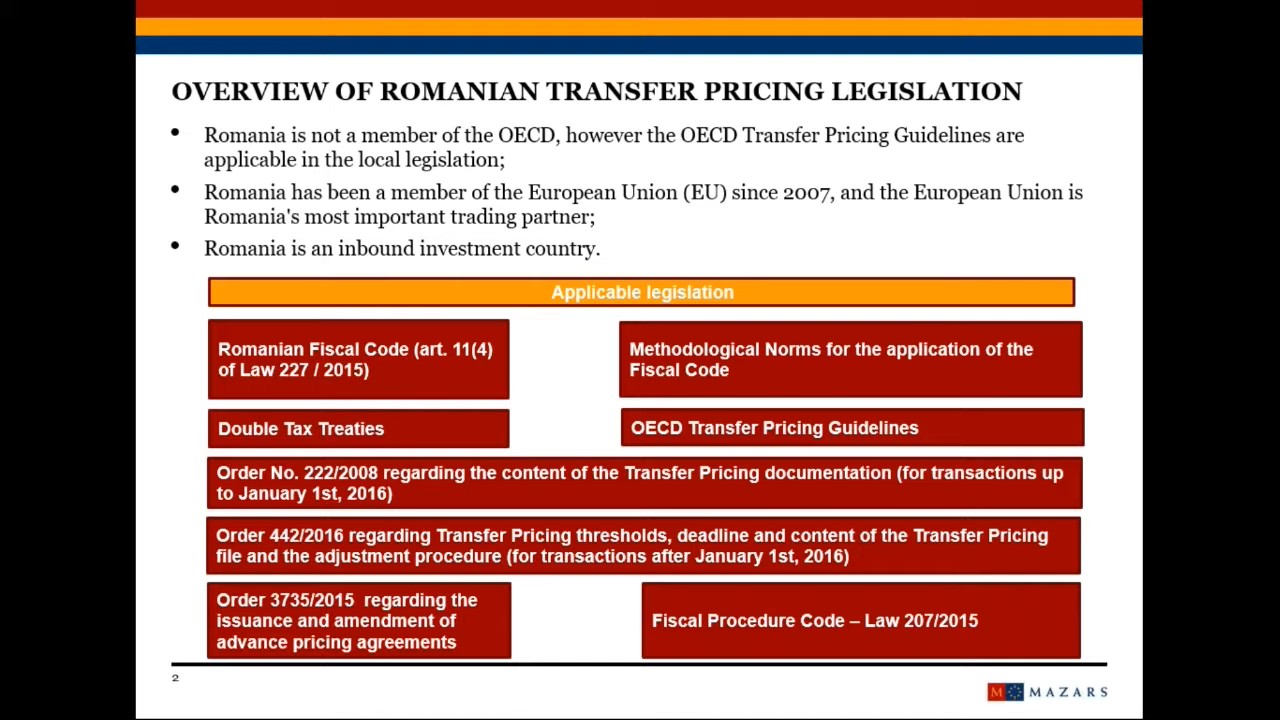 OVERVIEW OF ROMANIAN TRANSFER PRICING LEGISLATION
• Romania is not a member of the OECD, however the OECD Transfer Pricing Guidelines are
applicable in the local legislation;
• Romania has been a member of the European Union (EU) since 2007, and the European Union is
Romania's most important trading partner;
• Romania is an inbound investment country.
Applicable legislation
Romanian Fiscal Code (art. 11(4)
of Law 227 / 2015)
Methodological Norms for the application of the
Fiscal Code
Double Tax Treaties
OECD Transfer Pricing Guidelines
Order No. 222/2008 regarding the content of the Transfer Pricing documentation (for transactions up
to January 1st, 2016)
Order 442/2016 regarding Transfer Pricing thresholds, deadline and content of the Transfer Pricing
file and the adjustment procedure (for transactions after January 1st, 2016)
Order 3735/2015 regarding the
issuance and amendment of
advance pricing agreements
Fiscal Procedure Code – Law 207/2015
2
M MAZARS